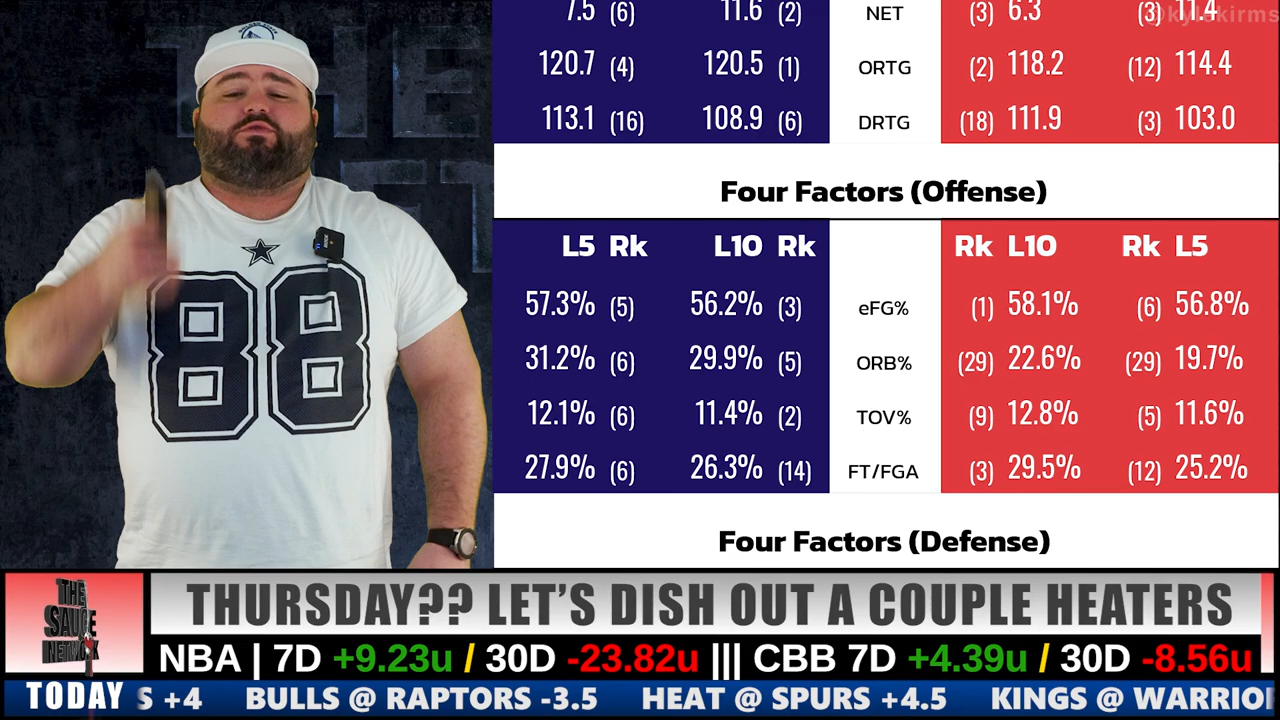 @kylekirms
7.5 (6) 11.6 (2) NET (3) 6.3 (3) 11.4
120.7 (4) 120.5 (1) ORTG (2) 118.2 (12) 114.4
113.1 (16) 108.9 (6) DRTG (18) 111.9 (3) 103.0
Four Factors (Offense)
L5 Rk L10 Rk Rk L10 Rk L5
57.3% (5) 56.2% (3) eFG% (1) 58.1% (6) 56.8%
31.2% (6) 29.9% (5) ORB% (29) 22.6% (29) 19.7%
12.1% (6) 11.4% (2) TOV% (9) 12.8% (5) 11.6%
27.9% (6) 26.3% (14) FT/FGA (3) 29.5% (12) 25.2%
Four Factors (Defense)
88
THE
SAUCE
NETWORK
THURSDAY?? LET'S DISH OUT A COUPLE HEATERS
NBA | 7D +9.23u / 30D -23.82u ||| CBB 7D +4.39u / 30D -8.56u
TODAY S +4 BULLS @ RAPTORS -3.5 HEAT @ SPURS +4.5 KINGS @ WARRIO